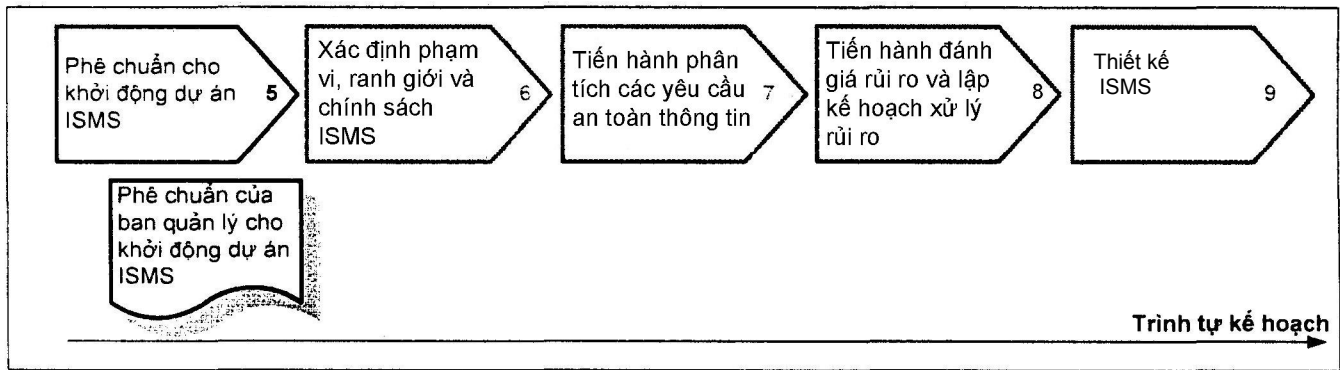 Phê chuẩn cho
khởi động dự án
ISMS
5
Xác định phạm
vi, ranh giới và
chính sách
ISMS
6
Tiến hành phân
tích các yêu cầu
an toàn thông tin
7
Tiến hành đánh
giá rủi ro và lập
kế hoạch xử lý
rủi ro
8
Thiết kế
ISMS
9
Phê chuẩn của
ban quản lý cho
khởi động dự án
ISMS
Trình tự kế hoạch